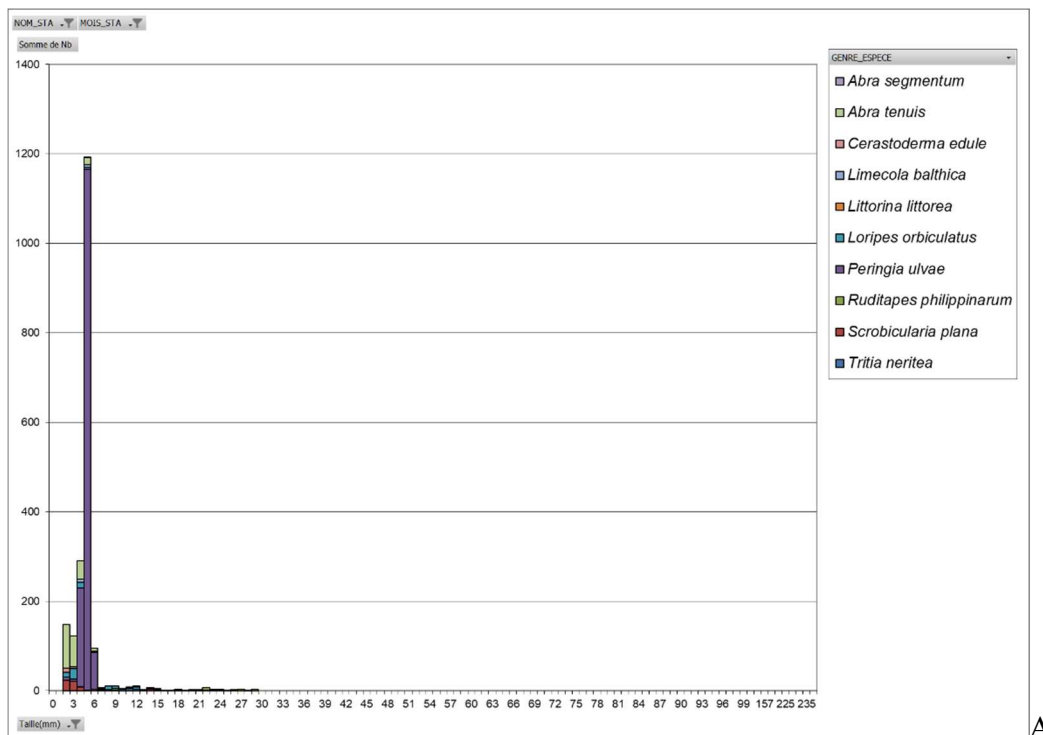 NOM_STA MOIS_STA
Somme de Nb
1400
1200
1000
800
600
400
200
0
0 3 6 9 12 15 18 21 24 27 30 33 36 39 42 45 48 51 54 57 60 63 66 69 72 75 78 81 84 87 90 93 96 157 225 235
Taille(mm)
GENRE_ESPECE
Abra segmentum
Abra tenuis
Cerastoderma edule
Limecola balthica
Littorina littorea
Loripes orbiculatus
Peringia ulvae
Ruditapes philippinarum
Scrobicularia plana
Tritia neritea
A